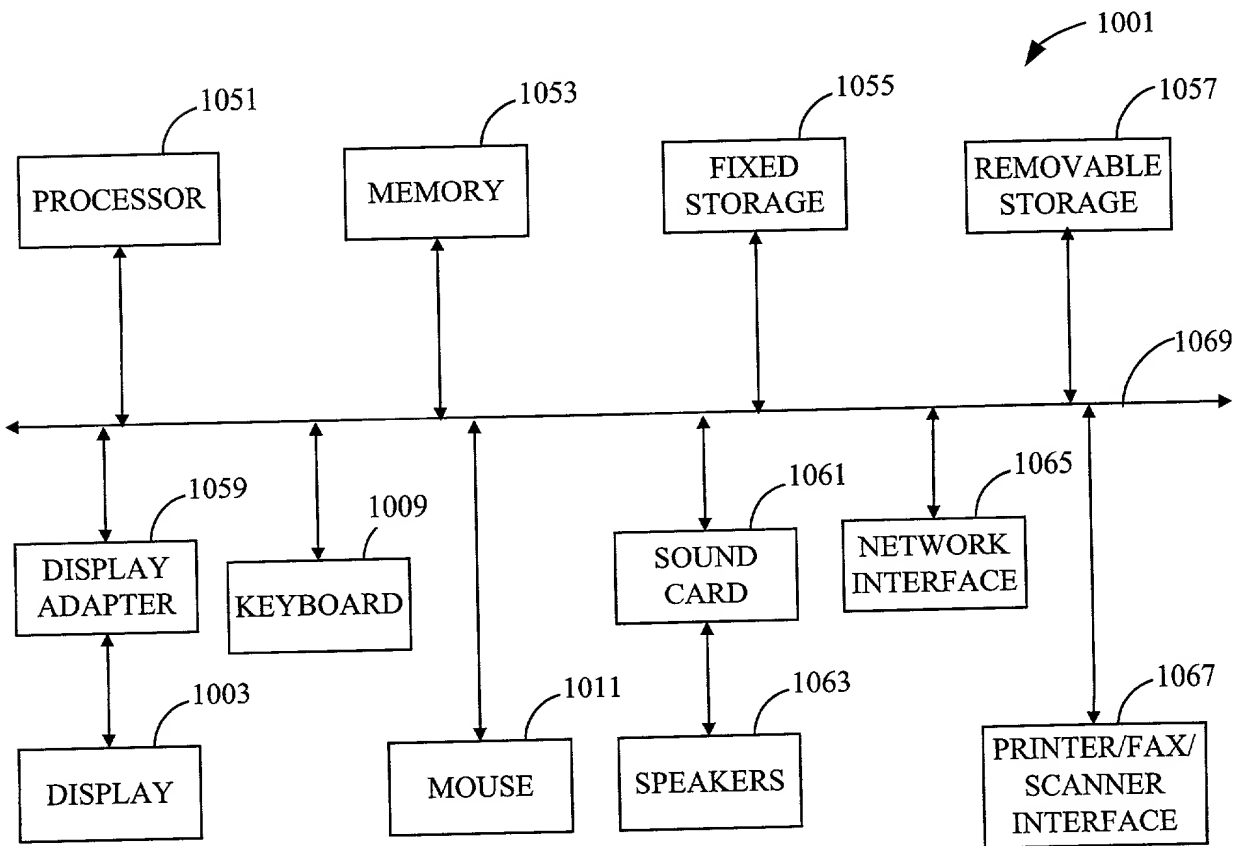 1001
1051
1053
1055
1057
PROCESSOR
MEMORY
FIXED
STORAGE
REMOVABLE
STORAGE
1069
1059
1009
1061
1065
DISPLAY
ADAPTER
KEYBOARD
SOUND
CARD
NETWORK
INTERFACE
1003
1011
1063
1067
DISPLAY
MOUSE
SPEAKERS
PRINTER/FAX/
SCANNER
INTERFACE